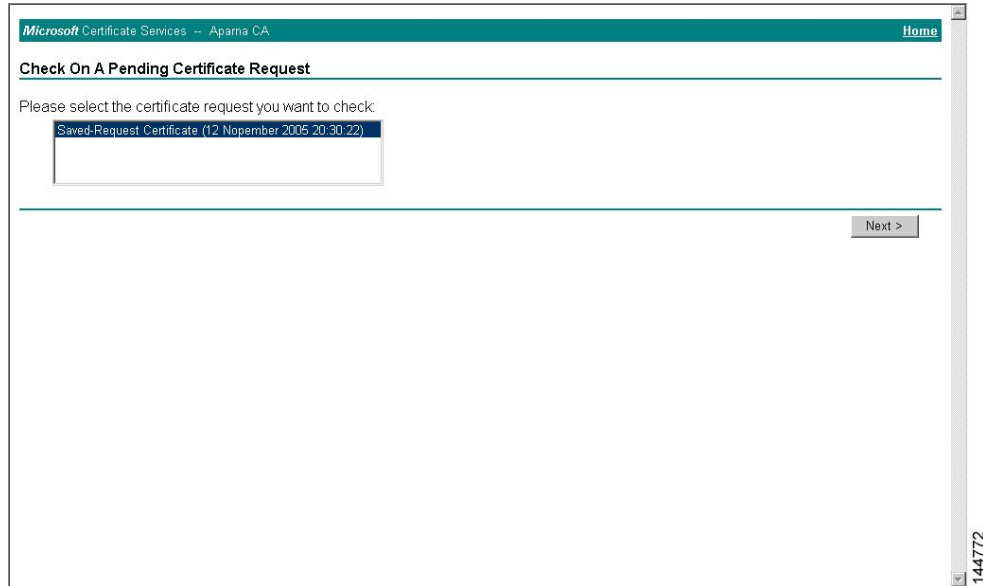 Microsoft Certificate Services -- Aparna CA Home
Check On A Pending Certificate Request
Please select the certificate request you want to check:
Saved-Request Certificate (12 Nopember 2005 20:30:22)
Next >
144772